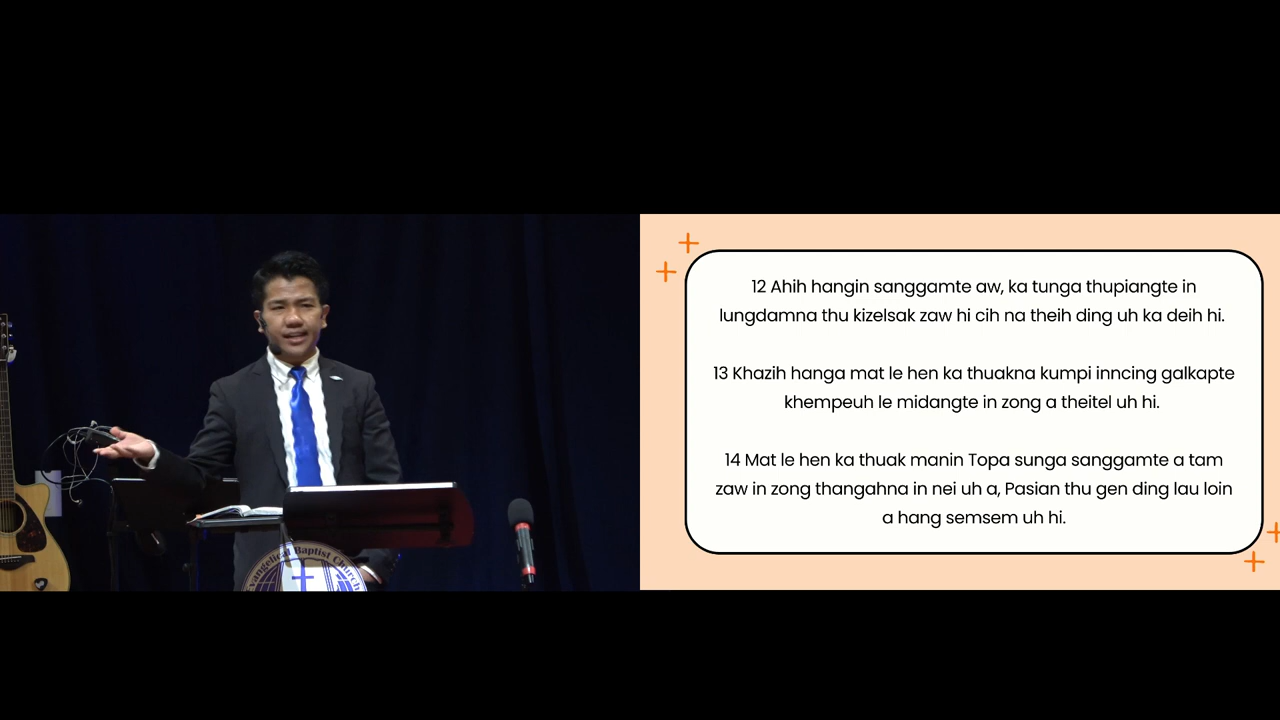 Evangelical Baptist Church
12 Ahih hangin sanggamte aw, ka tunga thupiangte in
lungdamna thu kizelsak zaw hi cih na theih ding uh ka deih hi.
13 Khazih hanga mat le hen ka thuakna kumpi inncing galkapte
khempeuh le midangte in zong a theitel uh hi.
14 Mat le hen ka thuak manin Topa sunga sanggamte a tam
zaw in zong thangahna in nei uh a, Pasian thu gen ding lau loin
a hang semsem uh hi.